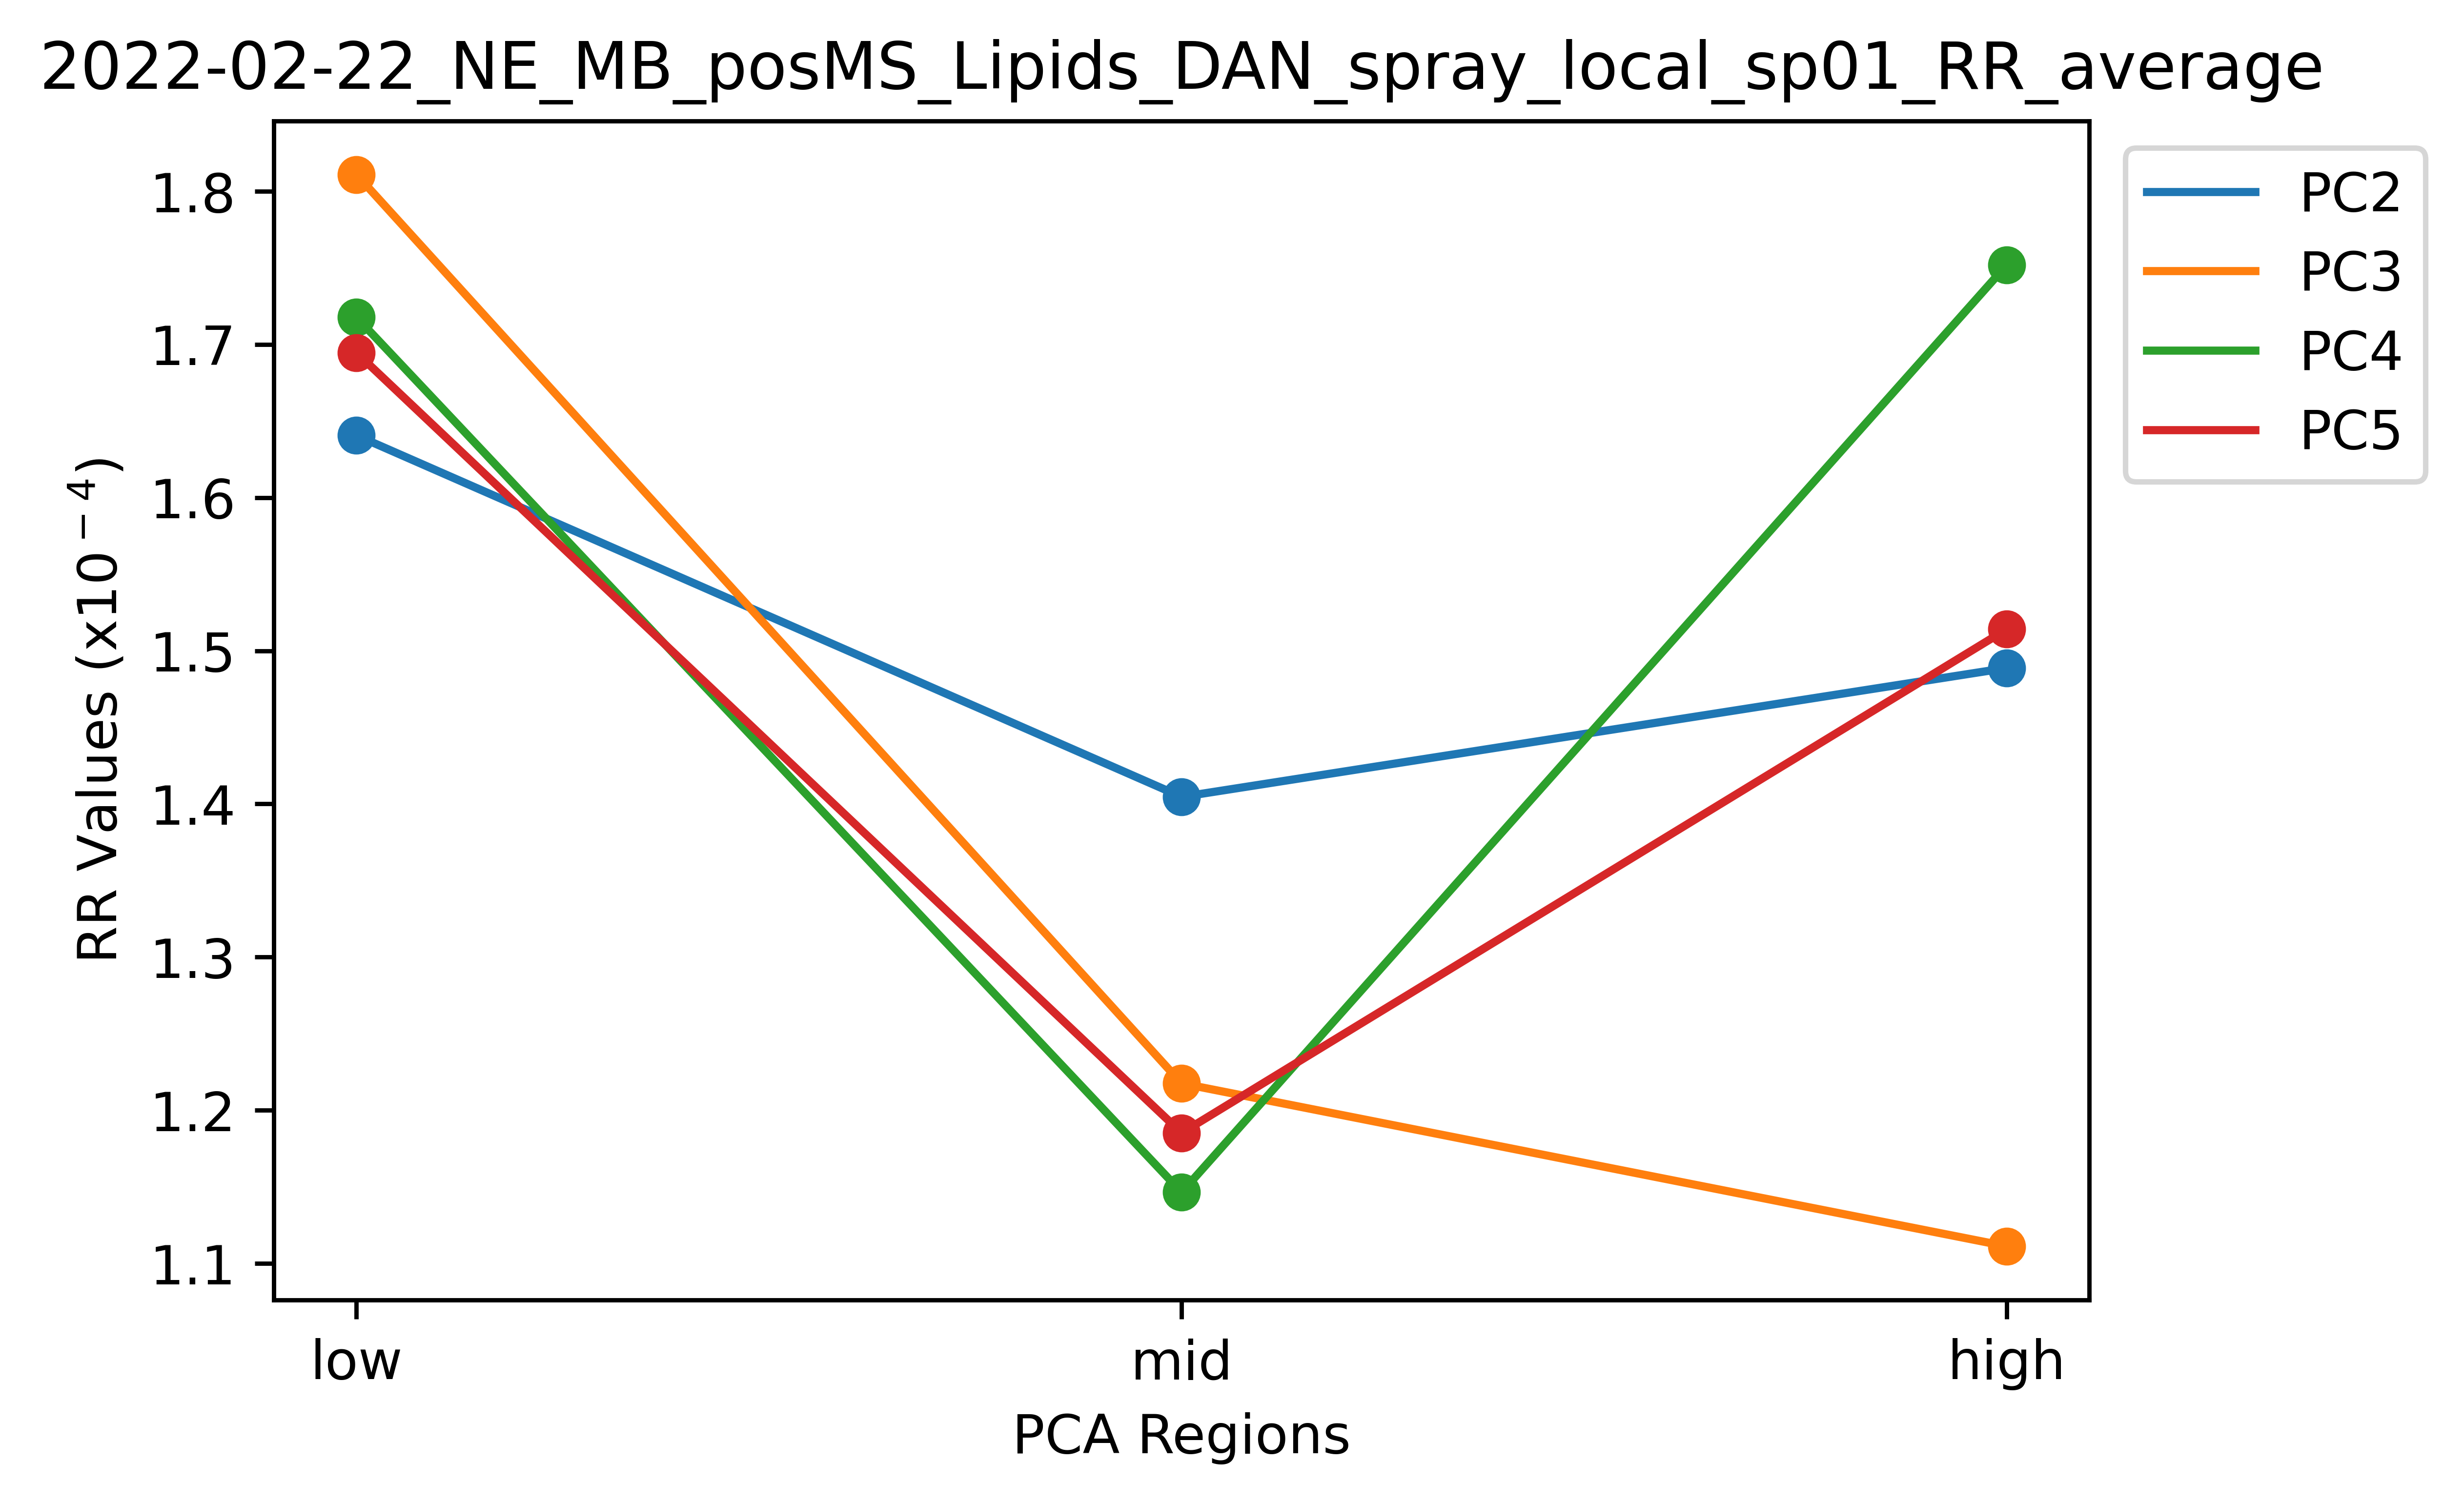 2022-02-22_NE_MB_posMS_Lipids_DAN_spray_local_sp01_RR_average
PC2
PC3
PC4
PC5
RR Values (x10⁻⁴)
1.8
1.7
1.6
1.5
1.4
1.3
1.2
1.1
low mid high
PCA Regions